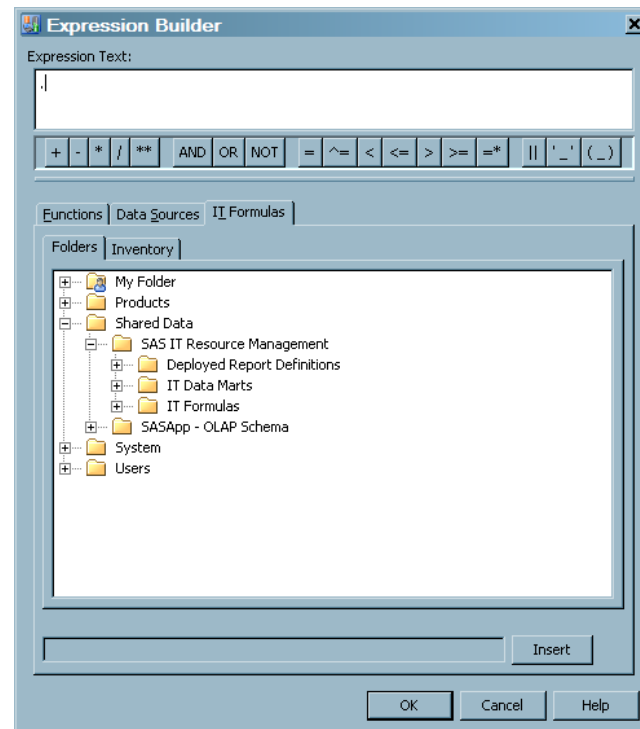 Expression Builder
Expression Text:
.
+ - * / ** AND OR NOT = ^= < <= > >= =* || '_' (_)
Functions Data Sources IT Formulas
Folders Inventory
My Folder
Products
Shared Data
SAS IT Resource Management
Deployed Report Definitions
IT Data Marts
IT Formulas
SASApp - OLAP Schema
System
Users
Insert
OK Cancel Help